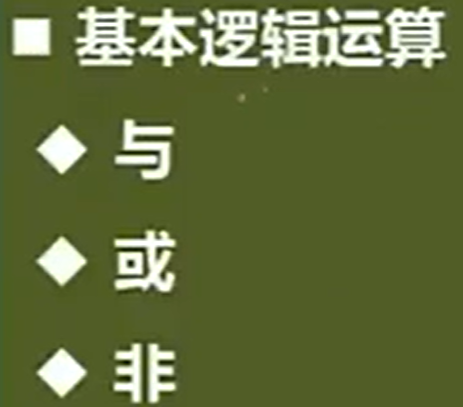 ■ 基本逻辑运算
◆ 与
◆ 或
◆ 非